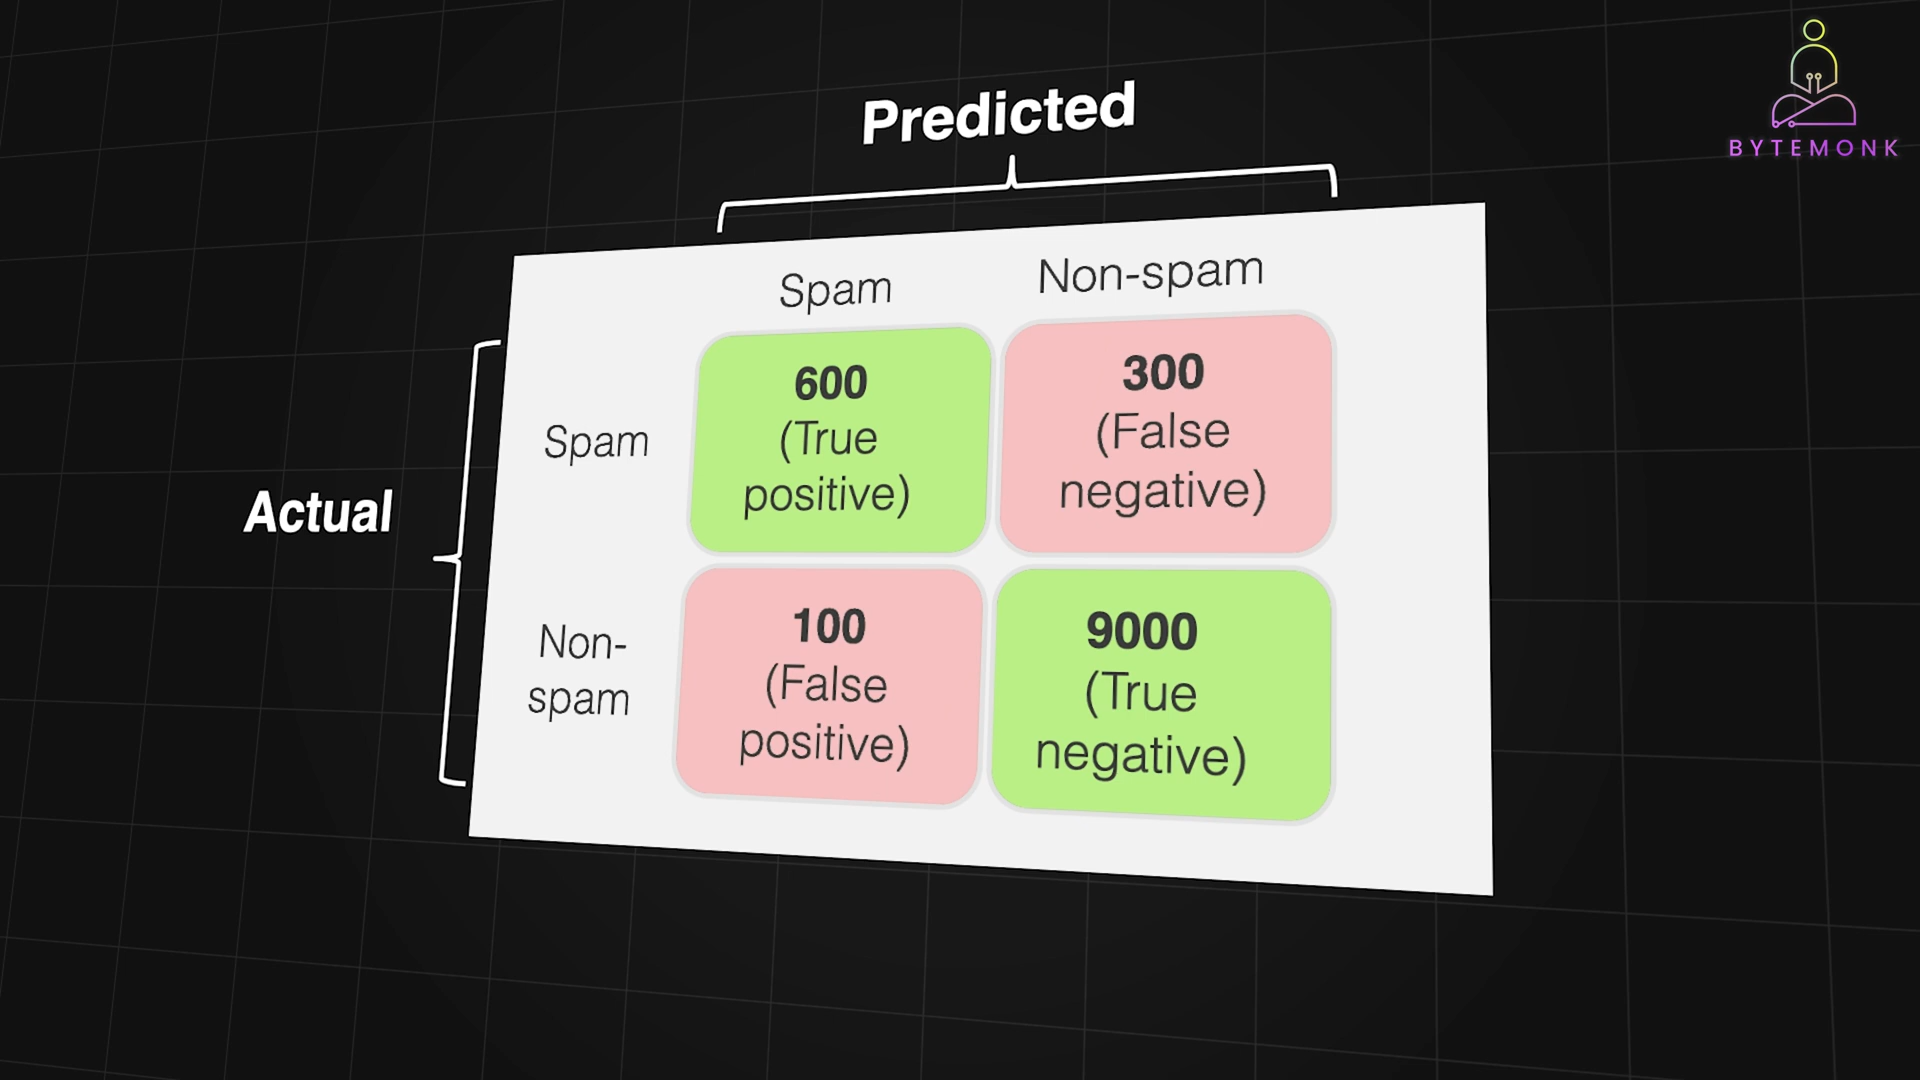 Predicted
BYTEMONK
Spam
Non-spam
Actual
Spam
600
(True
positive)
300
(False
negative)
Non-
spam
100
(False
positive)
9000
(True
negative)